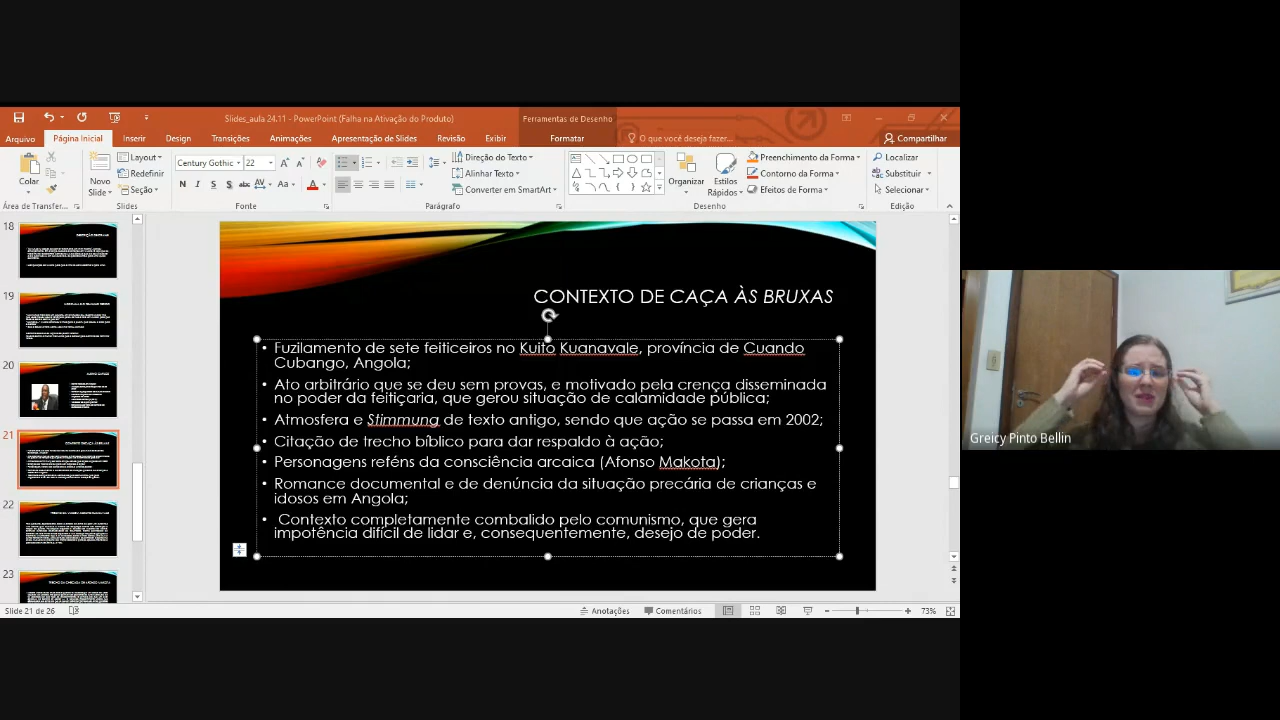 Slides_aula 24.11 - PowerPoint (Falha na Ativação do Produto)
Ferramentas de Desenho
Arquivo Página Inicial Inserir Design Transições Animações Apresentação de Slides Revisão Exibir Formatar O que você deseja fazer... Compartilhar
Colar
Novo
Slide
Layout
Redefinir
Seção
Century Gothic 22
N I S S abc AV Aa A
Direção do Texto
Alinhar Texto
Converter em SmartArt
Organizar
Estilos
Rápidos
Preenchimento da Forma
Contorno da Forma
Efeitos de Forma
Localizar
Substituir
Selecionar
Área de Transfer... Slides Fonte Parágrafo Desenho Edição
18
19
20
21
22
23
CONTEXTO DE CAÇA ÀS BRUXAS
• Fuzilamento de sete feiticeiros no Kuito Kuanavale, província de Cuando
Cubango, Angola;
• Ato arbitrário que se deu sem provas, e motivado pela crença disseminada
no poder da feitiçaria, que gerou situação de calamidade pública;
• Atmosfera e Stimmung de texto antigo, sendo que ação se passa em 2002;
• Citação de trecho bíblico para dar respaldo à ação;
• Personagens reféns da consciência arcaica (Afonso Makota);
• Romance documental e de denúncia da situação precária de crianças e
idosos em Angola;
• Contexto completamente combalido pelo comunismo, que gera
impotência difícil de lidar e, consequentemente, desejo de poder.
Slide 21 de 26 Anotações Comentários 73%
Greicy Pinto Bellin